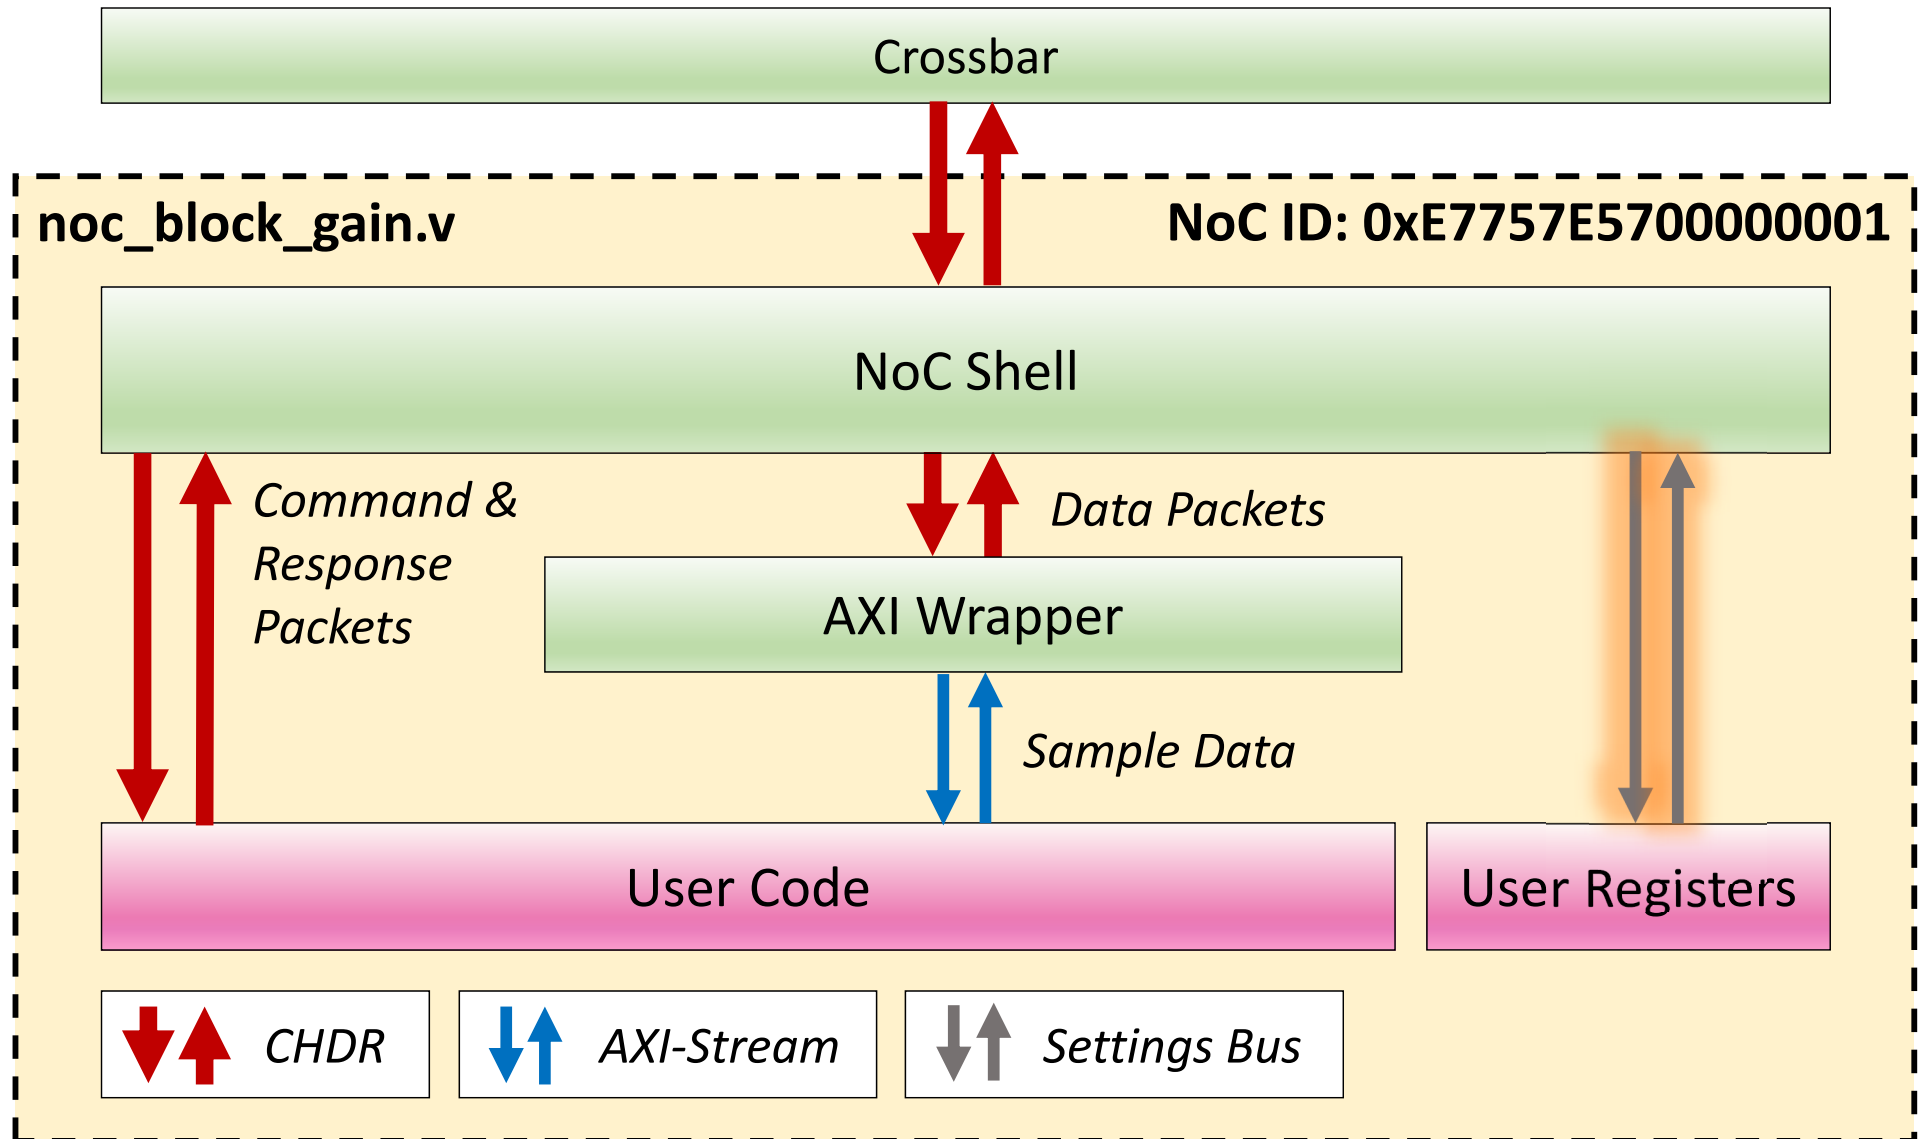 Crossbar
noc_block_gain.v
NoC ID: 0xE7757E5700000001
NoC Shell
Command &
Response
Packets
Data Packets
AXI Wrapper
Sample Data
User Code
User Registers
CHDR
AXI-Stream
Settings Bus